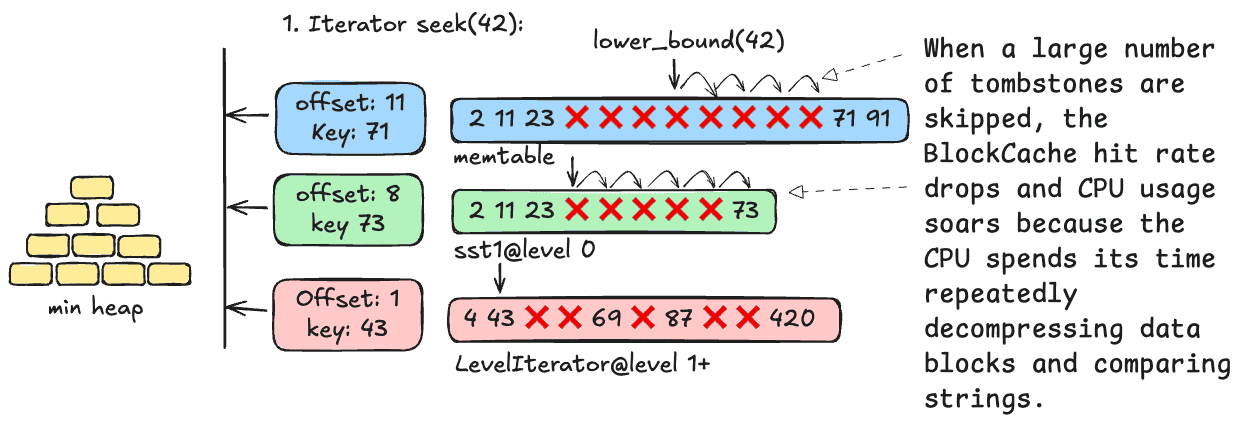 1. Iterator seek(42):
lower_bound(42)
offset: 11
Key: 71
2 11 23 ❌ ❌ ❌ ❌ ❌ ❌ ❌ ❌ 71 91
memtable
offset: 8
key 73
2 11 23 ❌ ❌ ❌ ❌ ❌ 73
sst1@level 0
Offset: 1
key: 43
4 43 ❌ ❌ 69 ❌ 87 ❌ ❌ 420
LevelIterator@level 1+
min heap
When a large number
of tombstones are
skipped, the
BlockCache hit rate
drops and CPU usage
soars because the
CPU spends its time
repeatedly
decompressing data
blocks and comparing
strings.